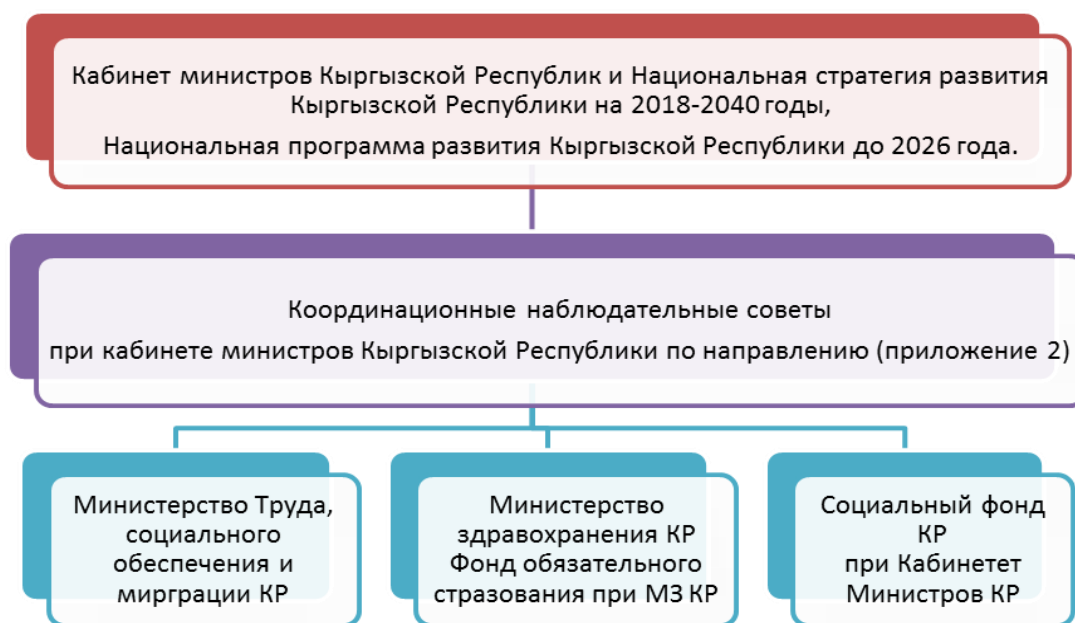 Кабинет министров Кыргызской Республик и Национальная стратегия развития
Кыргызской Республики на 2018-2040 годы,
Национальная программа развития Кыргызской Республики до 2026 года.
Координационные наблюдательные советы
при кабинете министров Кыргызской Республики по направлению (приложение 2)
Министерство Труда,
социального
обеспечения и
мирграции КР
Министерство
здравохранения КР
Фонд обязательного
стразования при МЗ КР
Социальный фонд
КР
при Кабинетет
Министров КР